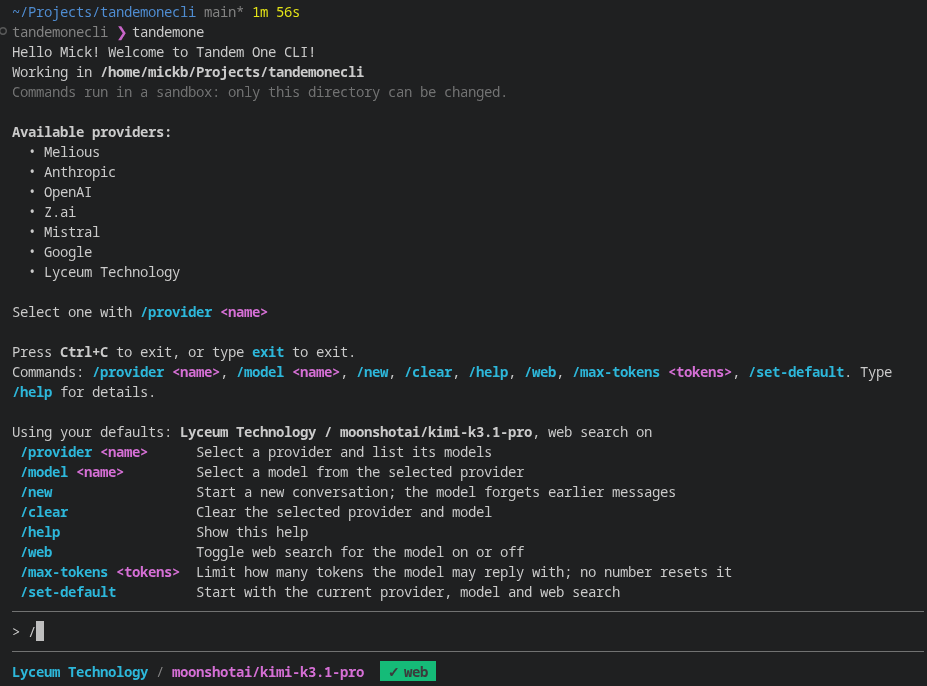 ~/Projects/tandemonecli main* 1m 56s
tandemonecli ❯ tandemone
Hello Mick! Welcome to Tandem One CLI!
Working in /home/mickb/Projects/tandemonecli
Commands run in a sandbox: only this directory can be changed.
Available providers:
• Melious
• Anthropic
• OpenAI
• Z.ai
• Mistral
• Google
• Lyceum Technology
Select one with /provider <name>
Press Ctrl+C to exit, or type exit to exit.
Commands: /provider <name>, /model <name>, /new, /clear, /help, /web, /max-tokens <tokens>, /set-default. Type
/help for details.
Using your defaults: Lyceum Technology / moonshotai/kimi-k3.1-pro, web search on
/provider <name> Select a provider and list its models
/model <name> Select a model from the selected provider
/new Start a new conversation; the model forgets earlier messages
/clear Clear the selected provider and model
/help Show this help
/web Toggle web search for the model on or off
/max-tokens <tokens> Limit how many tokens the model may reply with; no number resets it
/set-default Start with the current provider, model and web search
> /
Lyceum Technology / moonshotai/kimi-k3.1-pro ✓ web